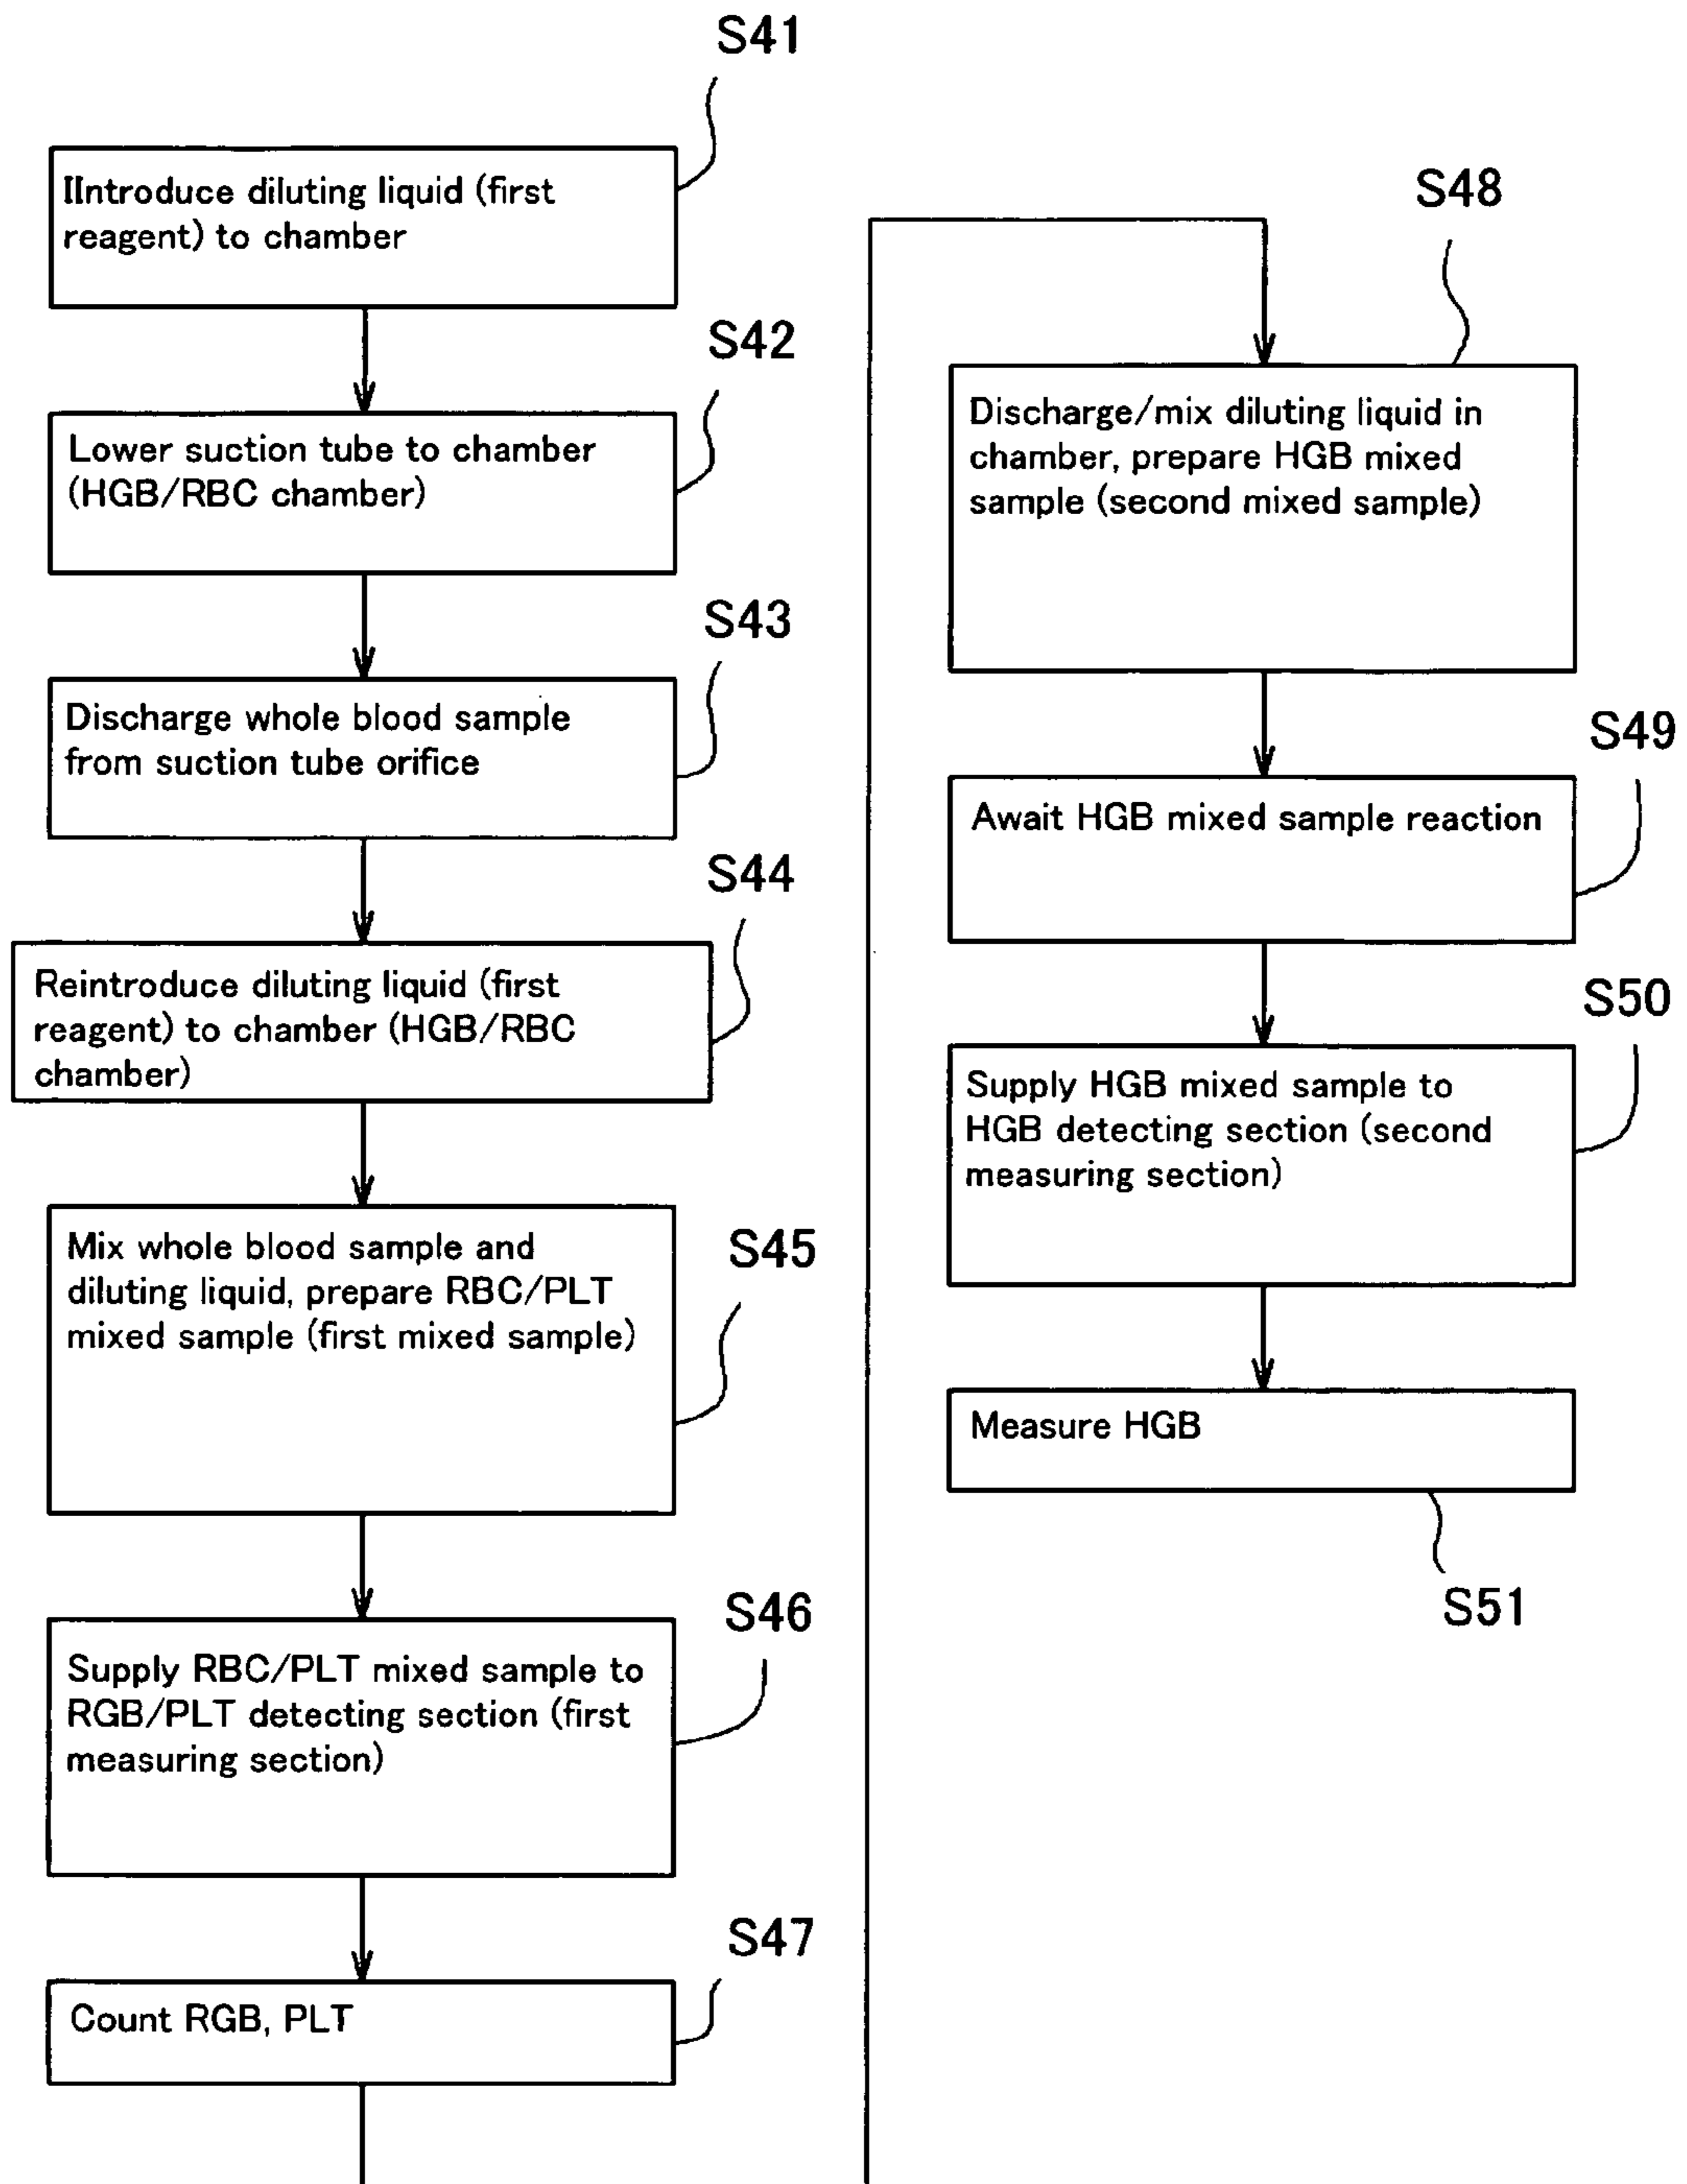 S41
IIntroduce diluting liquid (first
reagent) to chamber
S42
Lower suction tube to chamber
(HGB/RBC chamber)
S43
Discharge whole blood sample
from suction tube orifice
S44
Reintroduce diluting liquid (first
reagent) to chamber (HGB/RBC
chamber)
S45
Mix whole blood sample and
diluting liquid, prepare RBC/PLT
mixed sample (first mixed sample)
S46
Supply RBC/PLT mixed sample to
RGB/PLT detecting section (first
measuring section)
S47
Count RGB, PLT
S48
Discharge/mix diluting liquid in
chamber, prepare HGB mixed
sample (second mixed sample)
S49
Await HGB mixed sample reaction
S50
Supply HGB mixed sample to
HGB detecting section (second
measuring section)
Measure HGB
S51